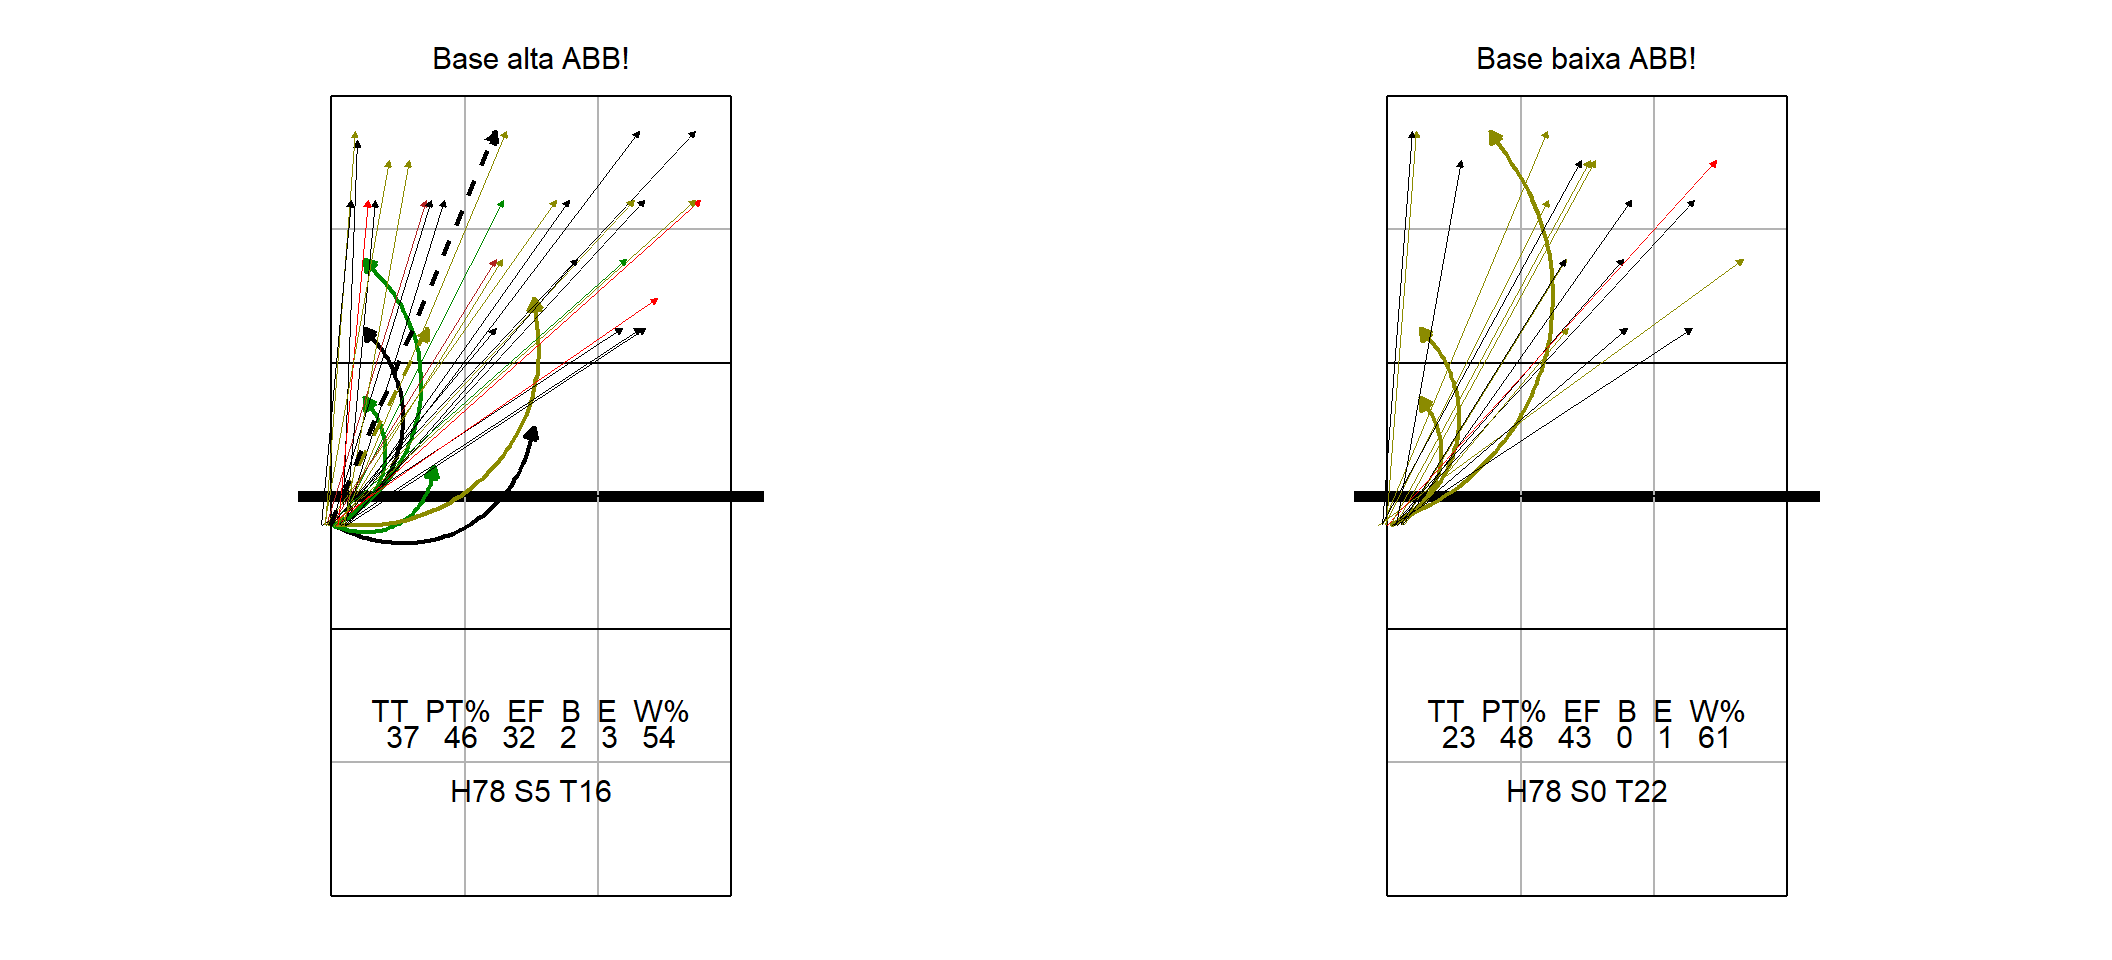 Base alta ABB!
TT PT% EF B E W%
37 46 32 2 3 54
H78 S5 T16
Base baixa ABB!
TT PT% EF B E W%
23 48 43 0 1 61
H78 S0 T22